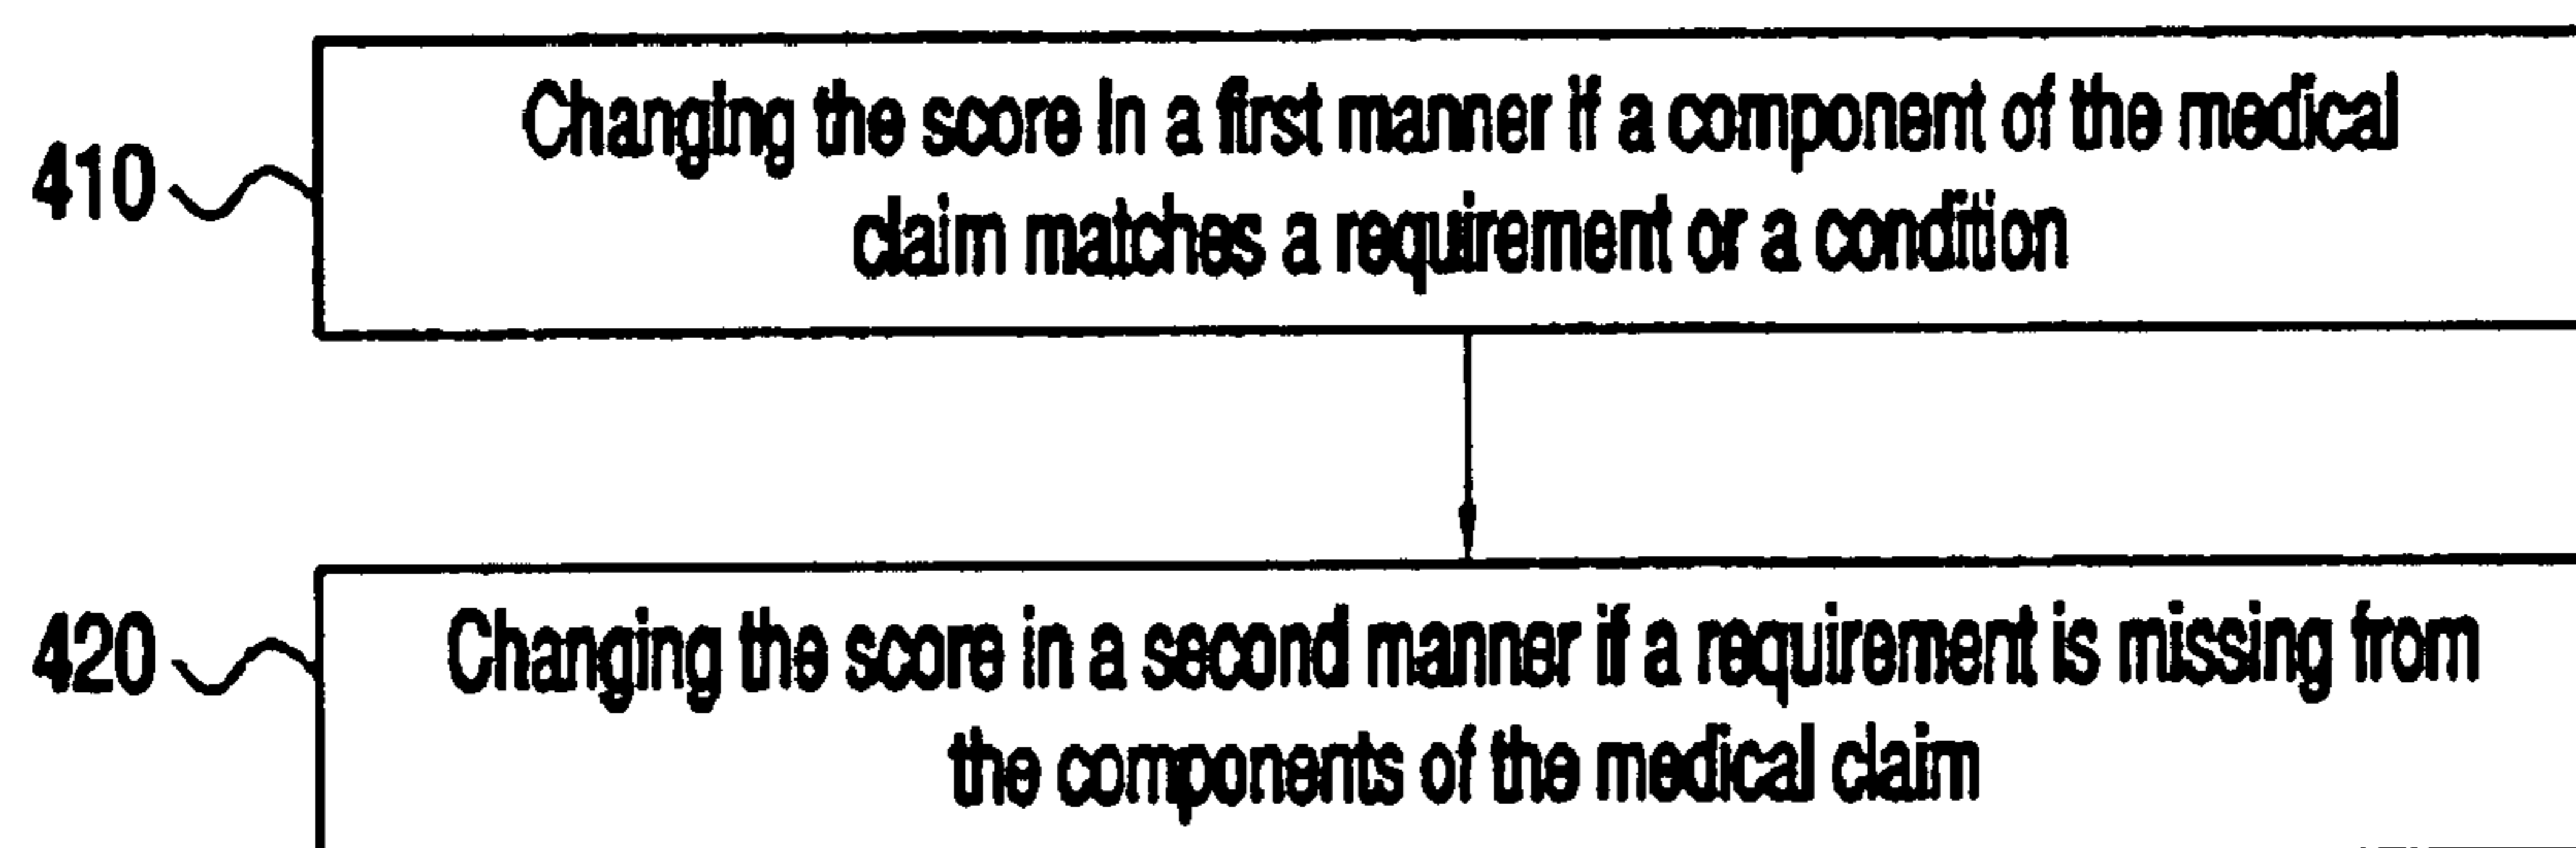 Changing the score in a first manner if a component of the medical
410
claim matches a requirement or a condition
Changing the score in a second manner if a requirement is missing from
420
the components of the medical claim